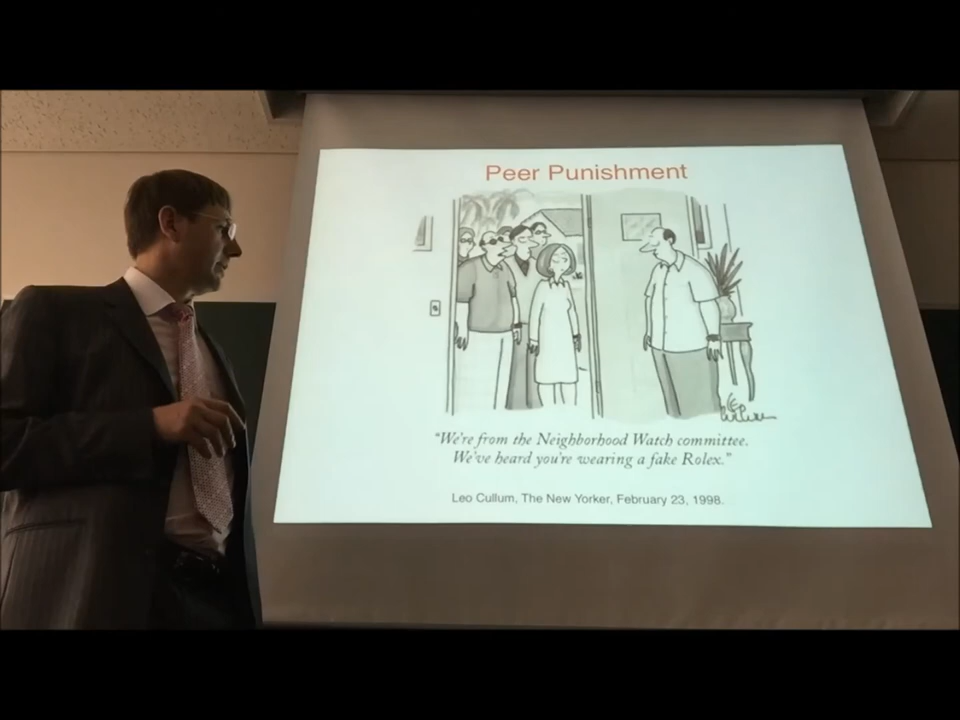 Peer Punishment
"We're from the Neighborhood Watch committee.
We've heard you're wearing a fake Rolex."
Leo Cullum, The New Yorker, February 23, 1998.